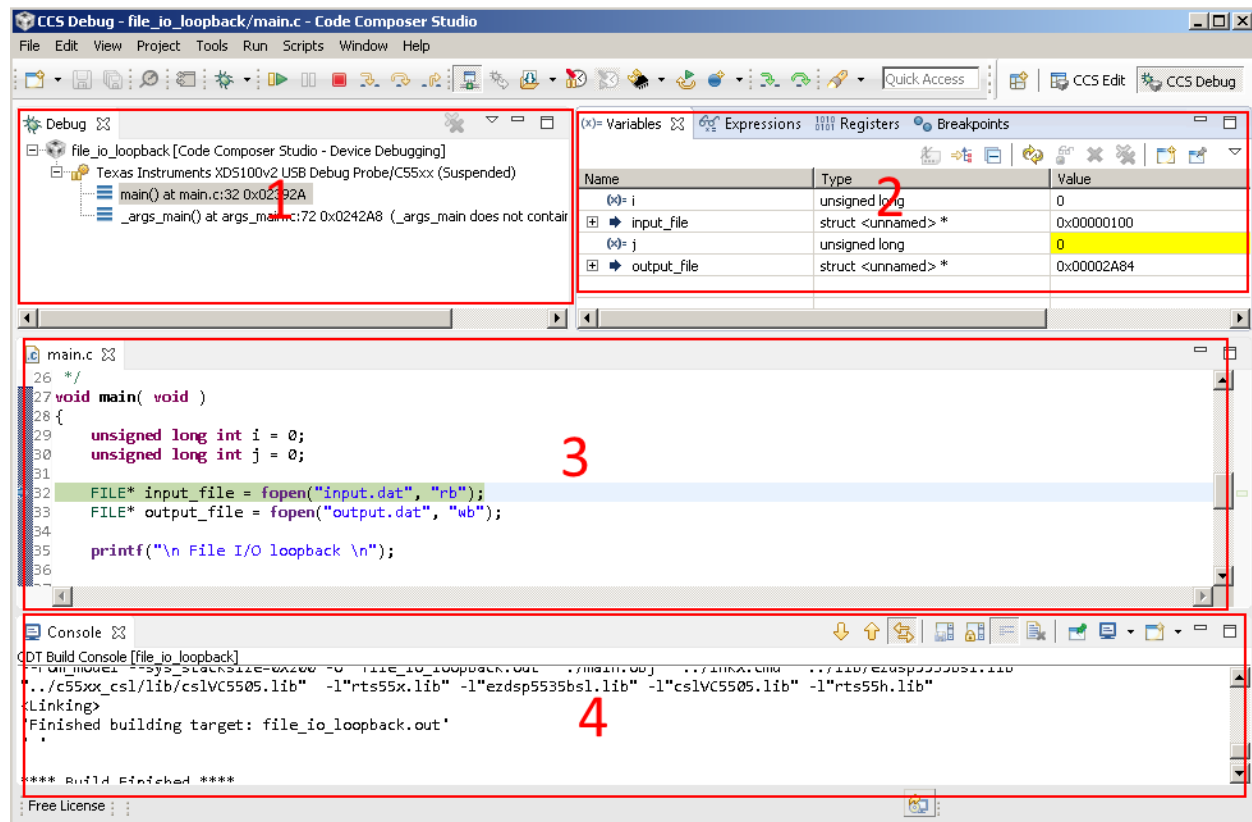 CCS Debug - file_io_loopback/main.c - Code Composer Studio
File Edit View Project Tools Run Scripts Window Help
Quick Access CCS Edit CCS Debug
Debug
file_io_loopback [Code Composer Studio - Device Debugging]
Texas Instruments XDS100v2 USB Debug Probe/C55xx (Suspended)
main() at main.c:32 0x02392A
_args_main() at args_main.c:72 0x0242A8 (_args_main does not contair
1
(x)= Variables Expressions 1010 0101 Registers Breakpoints
Name Type Value
(x)= i unsigned long 0
input_file struct <unnamed> * 0x00000100
(x)= j unsigned long 0
output_file struct <unnamed> * 0x00002A84
2
.c main.c
26 */
27 void main( void )
28 {
29 unsigned long int i = 0;
30 unsigned long int j = 0;
31
32 FILE* input_file = fopen("input.dat", "rb");
33 FILE* output_file = fopen("output.dat", "wb");
34
35 printf("\n File I/O loopback \n");
36
3
Console
CDT Build Console [file_io_loopback]
"../c55xx_csl/lib/cslVC5505.lib" -l"rts55x.lib" -l"ezdsp5535bsl.lib" -l"cslVC5505.lib" -l"rts55h.lib"
<Linking>
'Finished building target: file_io_loopback.out'
' '
**** Build Finished ****
4
Free License